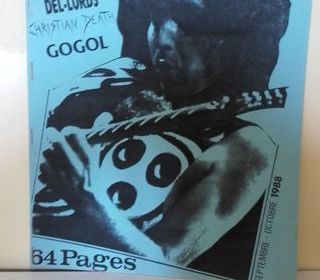 DEL-LORDS
CHRISTIAN DEATH
GOGOL
64 Pages
SEPTEMBRE - OCTOBRE 1988